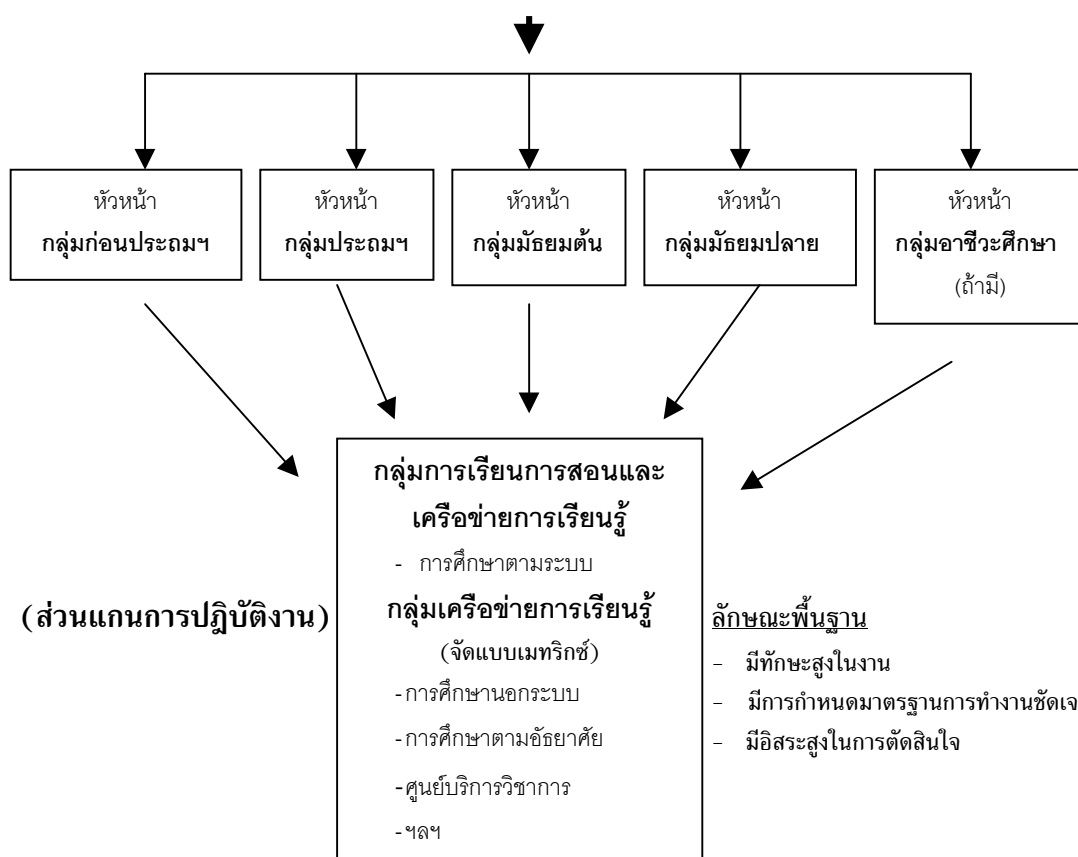 หัวหน้า
กลุ่มก่อนประถมฯ
หัวหน้า
กลุ่มประถมฯ
หัวหน้า
กลุ่มมัธยมต้น
หัวหน้า
กลุ่มมัธยมปลาย
หัวหน้า
กลุ่มอาชีวะศึกษา
(ถ้ามี)
กลุ่มการเรียนการสอนและ
เครือข่ายการเรียนรู้
- การศึกษาตามระบบ
กลุ่มเครือข่ายการเรียนรู้
(จัดแบบเมทริกซ์)
-การศึกษานอกระบบ
-การศึกษาตามอัธยาศัย
-ศูนย์บริการวิชาการ
-ฯลฯ
(ส่วนแกนการปฎิบัติงาน)
ลักษณะพื้นฐาน
- มีทักษะสูงในงาน
- มีการกำหนดมาตรฐานการทำงานชัดเจ
- มีอิสระสูงในการตัดสินใจ